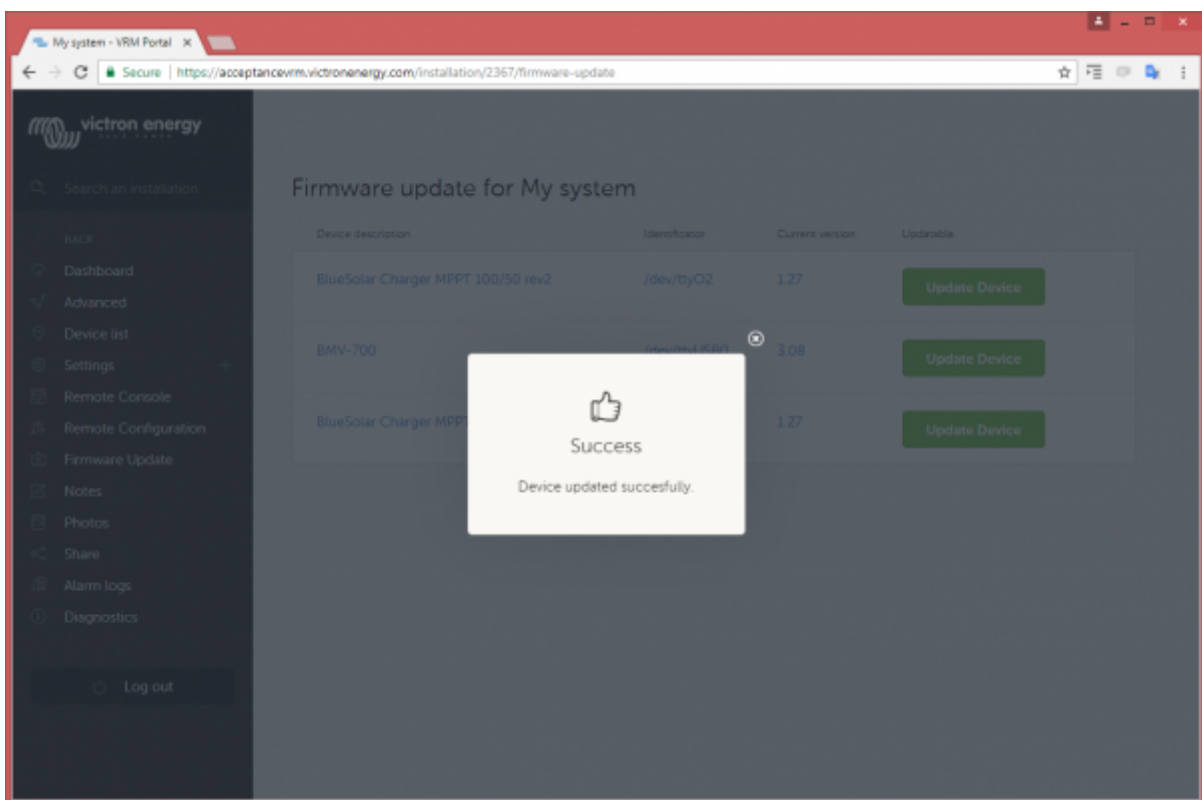 My system - VRM Portal
Secure | https://acceptancevrm.victronenergy.com/installation/2367/firmware-update
victron energy
BLUE POWER
Search an installation
BACK
Dashboard
Advanced
Device list
Settings
Remote Console
Remote Configuration
Firmware Update
Notes
Photos
Share
Alarm logs
Diagnostics
Log out
Firmware update for My system
Device description Identificator Current version Updatable
BlueSolar Charger MPPT 100/50 rev2 /dev/ttyO2 1.27 Update Device
BMV-700 3.08 Update Device
BlueSolar Charger MPPT 1.27 Update Device
Success
Device updated succesfully.